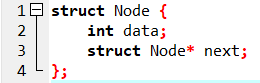 1 struct Node {
2     int data;
3     struct Node* next;
4 };